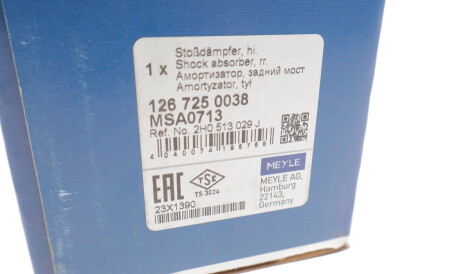 Stoßdämpfer, hi.
1 x Shock absorber, rr.
Амортизатор, задний мост
Amortyzator, tył
126 725 0038
MSA0713
Ref. No. 2H0 513 029 J
EAC
TSE
TS 3024
23X1390
MEYLE
MEYLE AG,
Hamburg
22143,
Germany